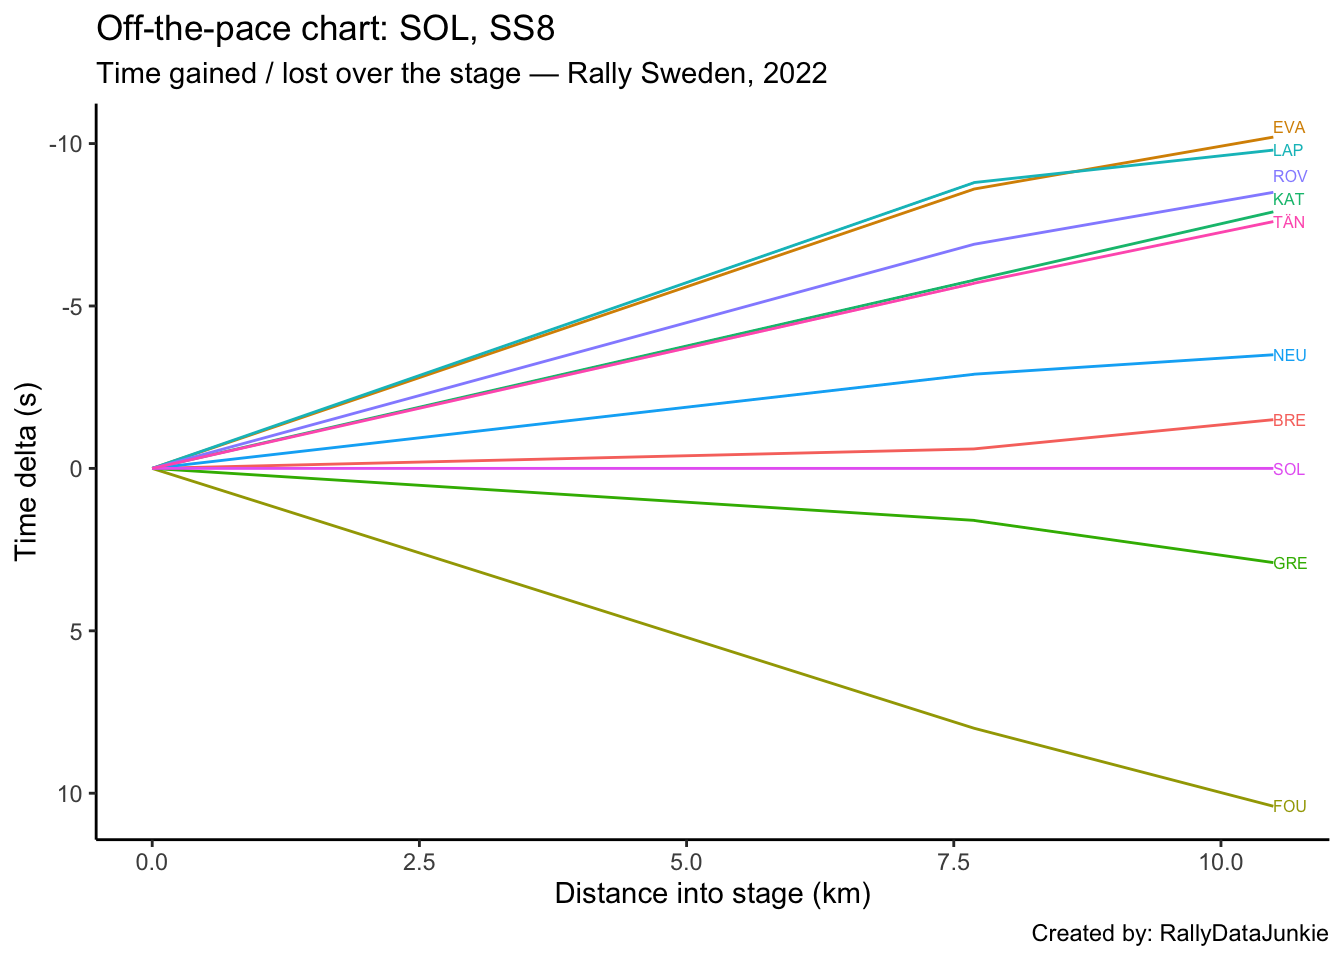 Off-the-pace chart: SOL, SS8
Time gained / lost over the stage — Rally Sweden, 2022
Time delta (s)
-10
-5
0
5
10
EVA
LAP
ROV
KAT
TÄN
NEU
BRE
SOL
GRE
FOU
0.0 2.5 5.0 7.5 10.0
Distance into stage (km)
Created by: RallyDataJunkie